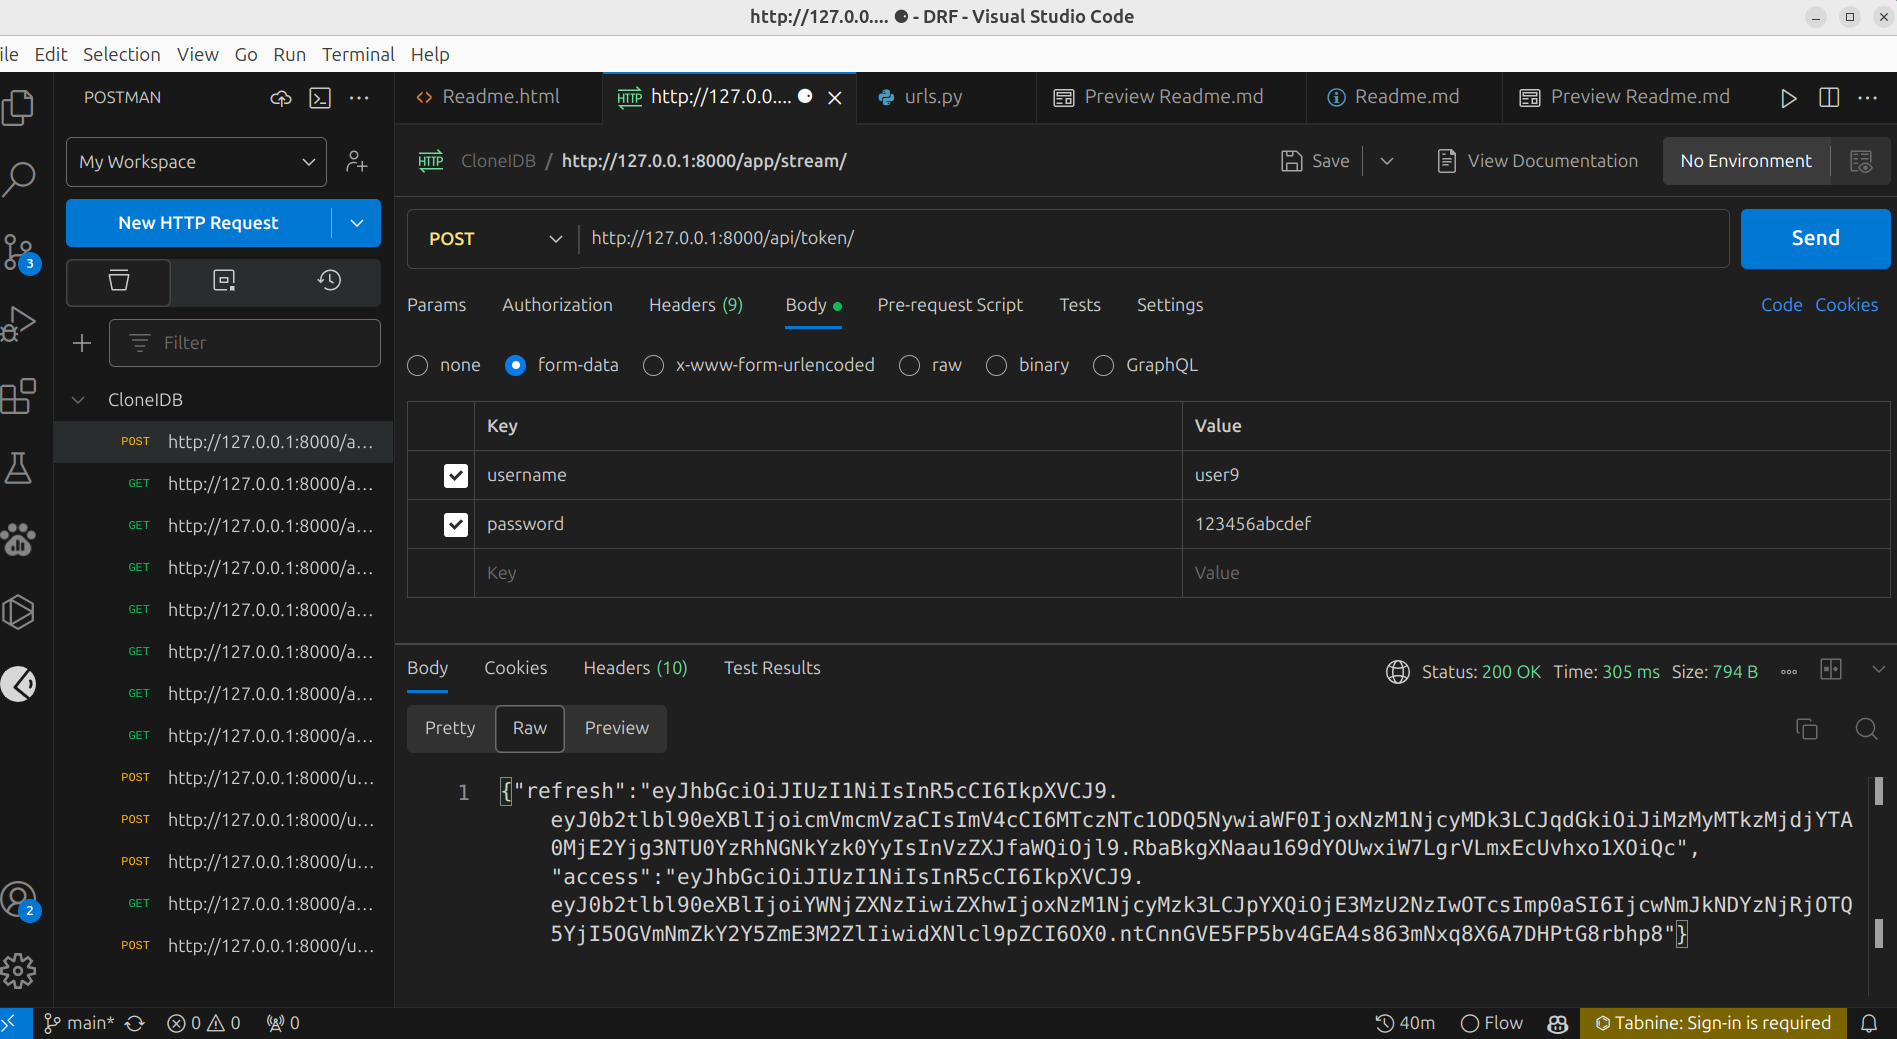 http://127.0.0.... ● - DRF - Visual Studio Code
ile Edit Selection View Go Run Terminal Help
POSTMAN
Readme.html
http://127.0.0....
urls.py
Preview Readme.md
Readme.md
Preview Readme.md
My Workspace
New HTTP Request
3
Filter
CloneIDB
POST http://127.0.0.1:8000/a...
GET http://127.0.0.1:8000/a...
GET http://127.0.0.1:8000/a...
GET http://127.0.0.1:8000/a...
GET http://127.0.0.1:8000/a...
GET http://127.0.0.1:8000/a...
GET http://127.0.0.1:8000/a...
GET http://127.0.0.1:8000/a...
POST http://127.0.0.1:8000/u...
POST http://127.0.0.1:8000/u...
POST http://127.0.0.1:8000/u...
GET http://127.0.0.1:8000/a...
POST http://127.0.0.1:8000/u...
2
HTTP CloneIDB / http://127.0.0.1:8000/app/stream/
Save
View Documentation
No Environment
POST http://127.0.0.1:8000/api/token/
Send
Params Authorization Headers (9) Body Pre-request Script Tests Settings
Code Cookies
none form-data x-www-form-urlencoded raw binary GraphQL
Key Value
username user9
password 123456abcdef
Key Value
Body Cookies Headers (10) Test Results
Status: 200 OK Time: 305 ms Size: 794 B
Pretty Raw Preview
1 {"refresh":"eyJhbGciOiJIUzI1NiIsInR5cCI6IkpXVCJ9.
eyJ0b2tlbl90eXBlIjoicmVmcmVzaCIsImV4cCI6MTczNTc1ODQ5NywiaWF0IjoxNzM1NjcyMDk3LCJqdGkiOiJiMzMyMTkzMjdjYTA
0MjE2Yjg3NTU0YzRhNGNkYzk0YyIsInVzZXJfaWQiOjl9.RbaBkgXNaau169dYOUwxiW7LgrVLmxEcUvhxo1XOiQc",
"access":"eyJhbGciOiJIUzI1NiIsInR5cCI6IkpXVCJ9.
eyJ0b2tlbl90eXBlIjoiYWNjZXNzIiwiZXhwIjoxNzM1NjcyMzk3LCJpYXQiOjE3MzU2NzIwOTcsImp0aSI6IjcwNmJkNDYzNjRjOTQ
5YjI5OGVmNmZkY2Y5ZmE3M2ZlIiwidXNlcl9pZCI6OX0.ntCnnGVE5FP5bv4GEA4s863mNxq8X6A7DHPtG8rbhp8"}
main* 0 0 0
40m Flow Tabnine: Sign-in is required